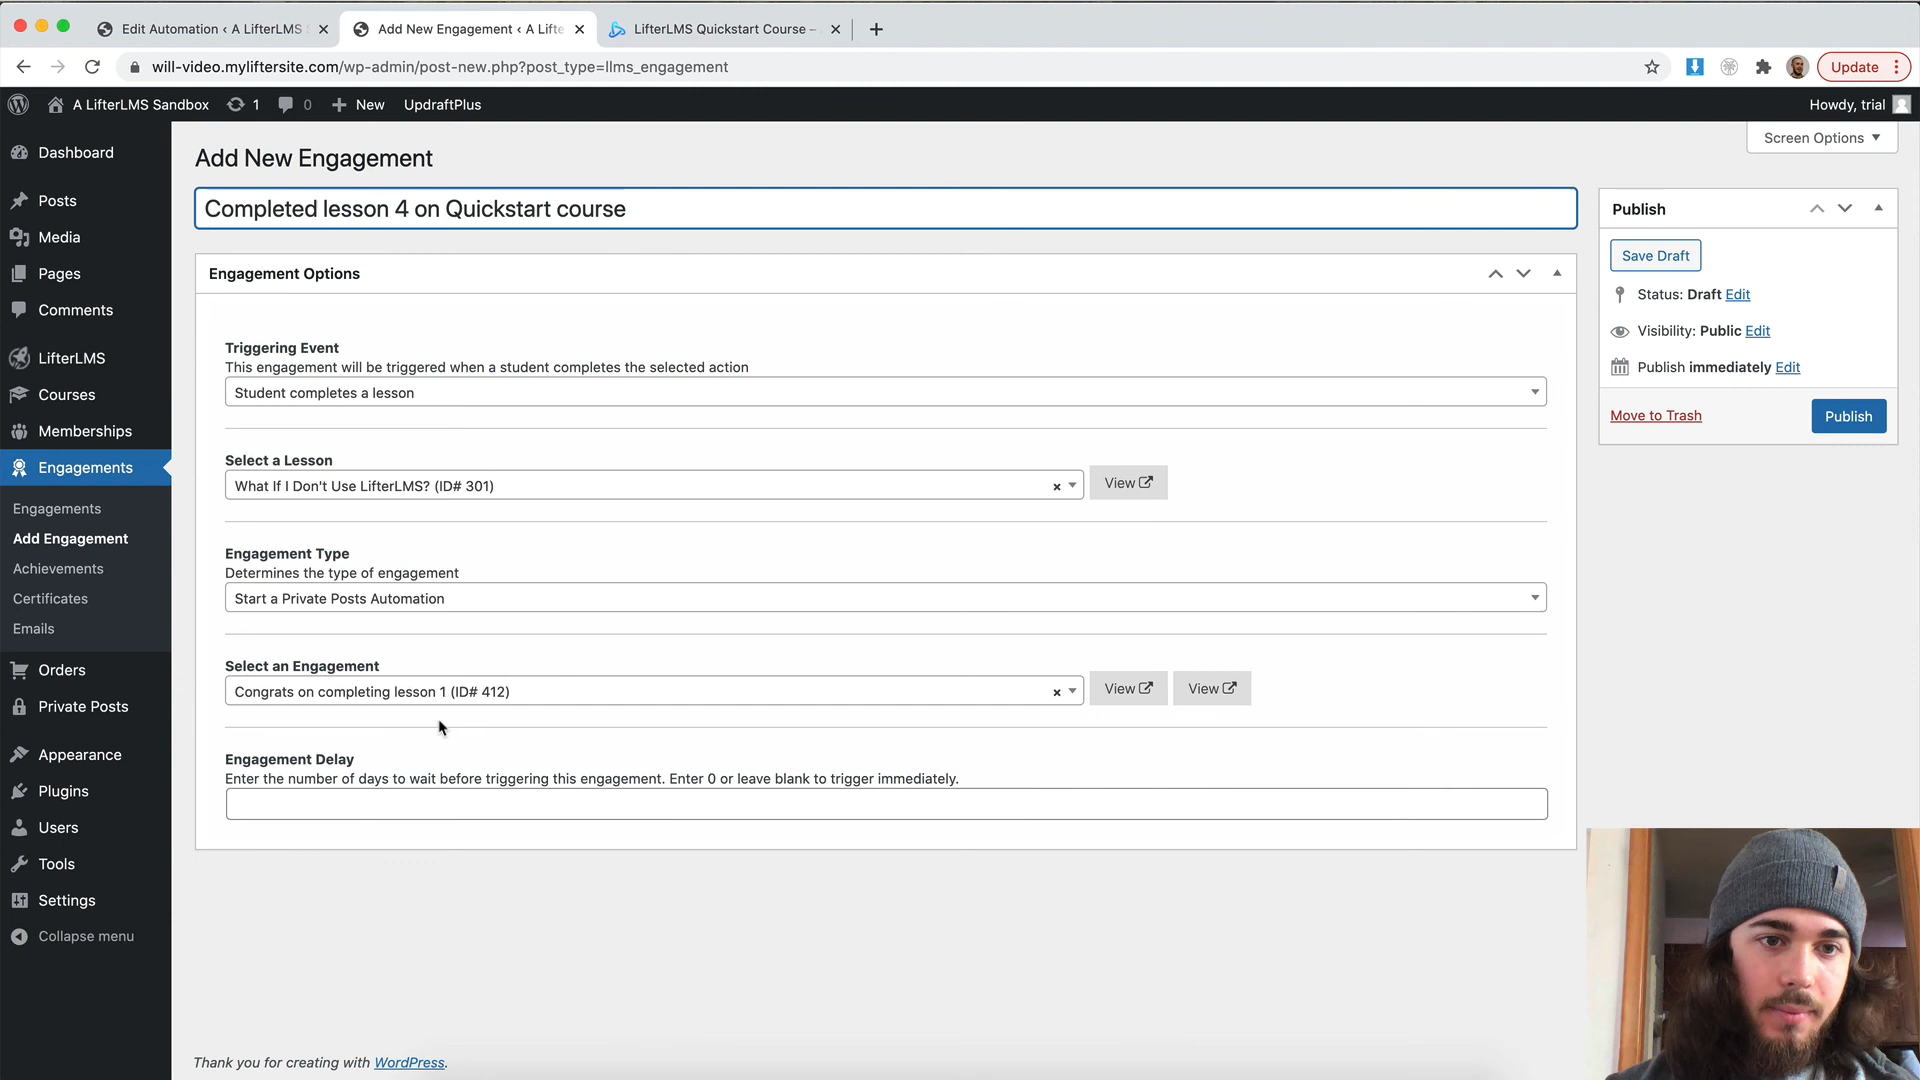 Edit Automation ‹ A LifterLMS
Add New Engagement ‹ A Lifte
LifterLMS Quickstart Course –
will-video.myliftersite.com/wp-admin/post-new.php?post_type=llms_engagement
Update
A LifterLMS Sandbox
1
0
New
UpdraftPlus
Howdy, trial
Screen Options
Dashboard
Posts
Media
Pages
Comments
LifterLMS
Courses
Memberships
Engagements
Engagements
Add Engagement
Achievements
Certificates
Emails
Orders
Private Posts
Appearance
Plugins
Users
Tools
Settings
Collapse menu
Add New Engagement
Completed lesson 4 on Quickstart course
Engagement Options
Triggering Event
This engagement will be triggered when a student completes the selected action
Student completes a lesson
Select a Lesson
What If I Don't Use LifterLMS? (ID# 301)
View
Engagement Type
Determines the type of engagement
Start a Private Posts Automation
Select an Engagement
Congrats on completing lesson 1 (ID# 412)
View
View
Engagement Delay
Enter the number of days to wait before triggering this engagement. Enter 0 or leave blank to trigger immediately.
Publish
Save Draft
Status: Draft Edit
Visibility: Public Edit
Publish immediately Edit
Move to Trash
Publish
Thank you for creating with WordPress.